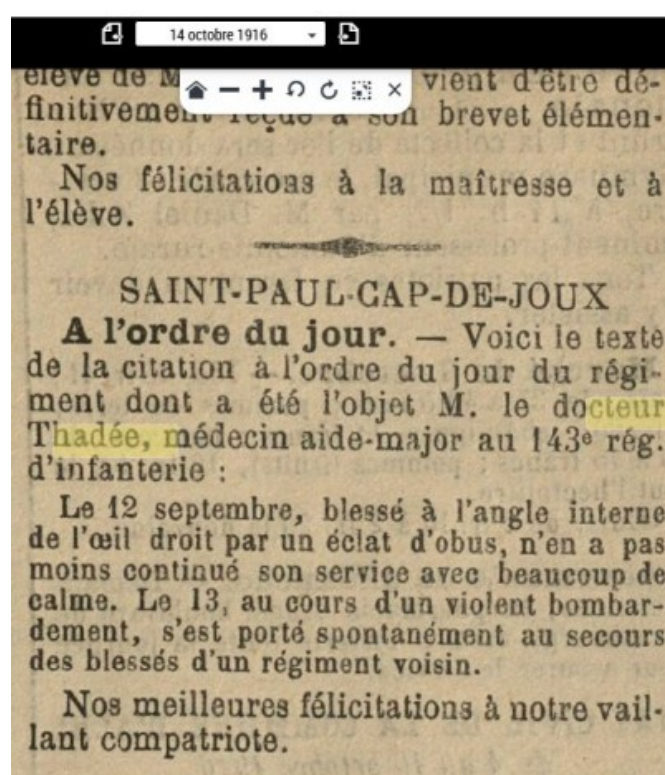 14 octobre 1916
élève de M vient d'être dé-
finitivement reçue à son brevet élémen-
taire.
Nos félicitations à la maîtresse et à
l'élève.
SAINT-PAUL-CAP-DE-JOUX
A l'ordre du jour. — Voici le texte
de la citation à l'ordre du jour du régi-
ment dont a été l'objet M. le docteur
Thadée, médecin aide-major au 143e rég.
d'infanterie :
Le 12 septembre, blessé à l'angle interne
de l'œil droit par un éclat d'obus, n'en a pas
moins continué son service avec beaucoup de
calme. Le 13, au cours d'un violent bombar-
dement, s'est porté spontanément au secours
des blessés d'un régiment voisin.
Nos meilleures félicitations à notre vail-
lant compatriote.